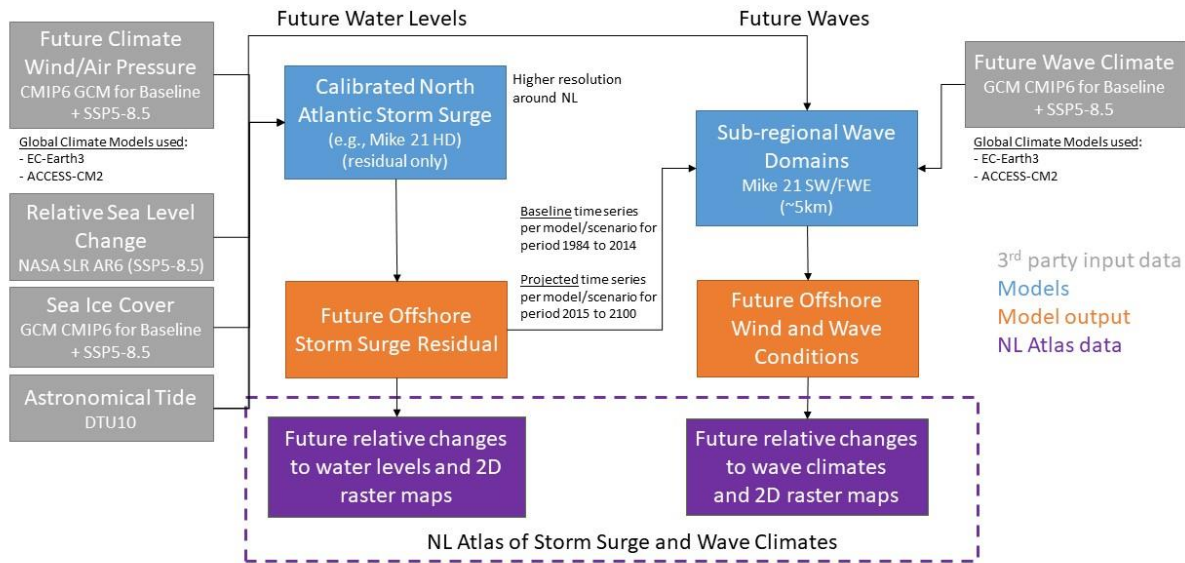 Future Water Levels
Future Waves
Future Climate
Wind/Air Pressure
CMIP6 GCM for Baseline
+ SSP5-8.5
Global Climate Models used:
- EC-Earth3
- ACCESS-CM2
Relative Sea Level
Change
NASA SLR AR6 (SSP5-8.5)
Sea Ice Cover
GCM CMIP6 for Baseline
+ SSP5-8.5
Astronomical Tide
DTU10
Calibrated North
Atlantic Storm Surge
(e.g., Mike 21 HD)
(residual only)
Higher resolution
around NL
Future Offshore
Storm Surge Residual
Baseline time series
per model/scenario for
period 1984 to 2014
Projected time series
per model/scenario for
period 2015 to 2100
Sub-regional Wave
Domains
Mike 21 SW/FWE
(~5km)
Future Offshore
Wind and Wave
Conditions
Future Wave Climate
GCM CMIP6 for Baseline
+ SSP5-8.5
Global Climate Models used:
- EC-Earth3
- ACCESS-CM2
3rd party input data
Models
Model output
NL Atlas data
Future relative changes
to water levels and 2D
raster maps
Future relative changes
to wave climates
and 2D raster maps
NL Atlas of Storm Surge and Wave Climates